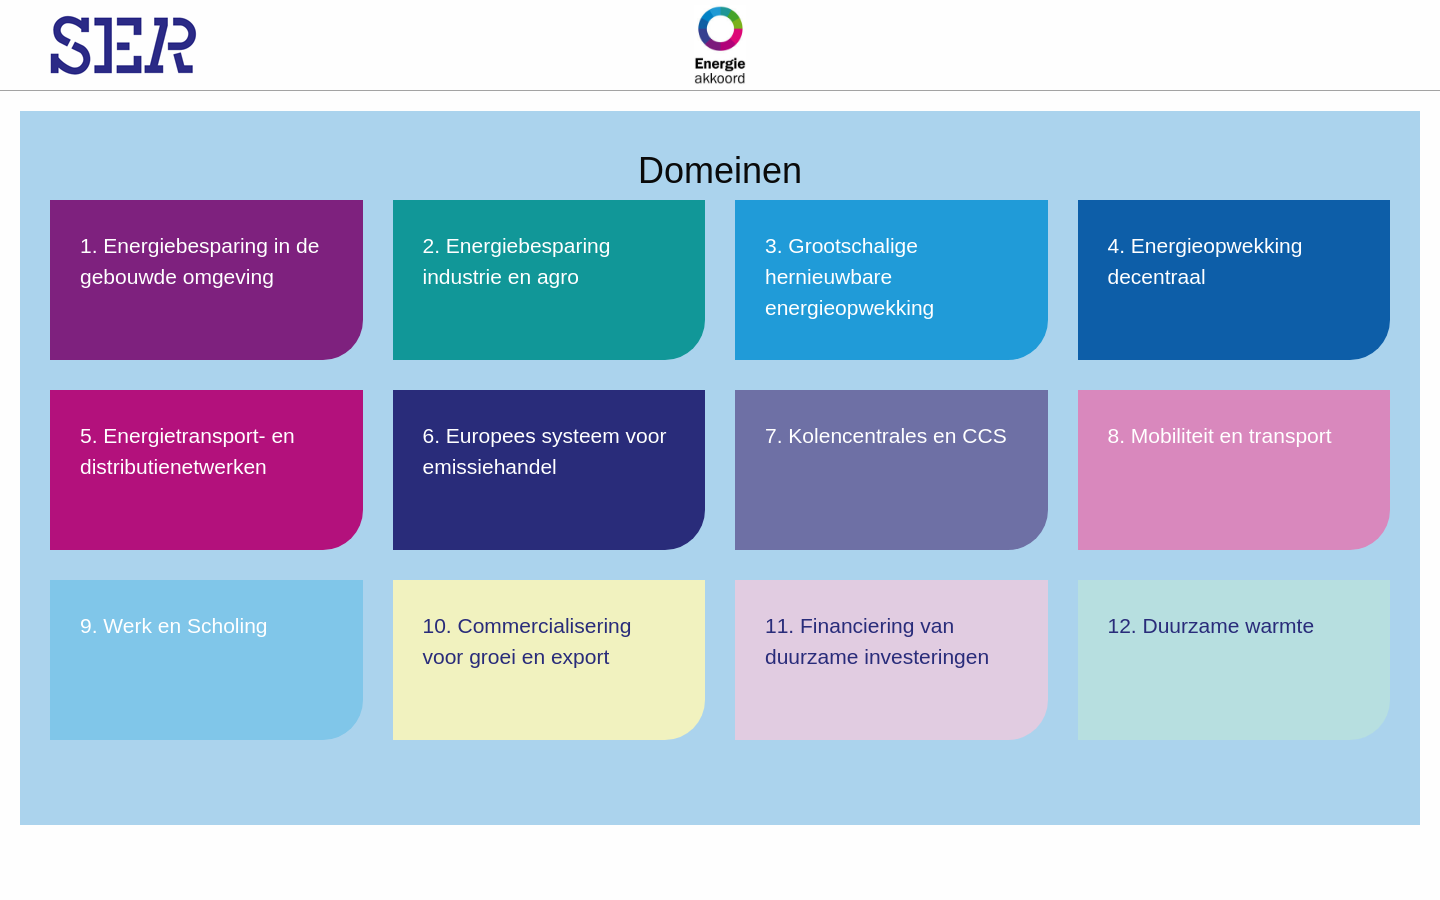 SER
Energie
akkoord
Domeinen
1. Energiebesparing in de
gebouwde omgeving
2. Energiebesparing
industrie en agro
3. Grootschalige
hernieuwbare
energieopwekking
4. Energieopwekking
decentraal
5. Energietransport- en
distributienetwerken
6. Europees systeem voor
emissiehandel
7. Kolencentrales en CCS
8. Mobiliteit en transport
9. Werk en Scholing
10. Commercialisering
voor groei en export
11. Financiering van
duurzame investeringen
12. Duurzame warmte